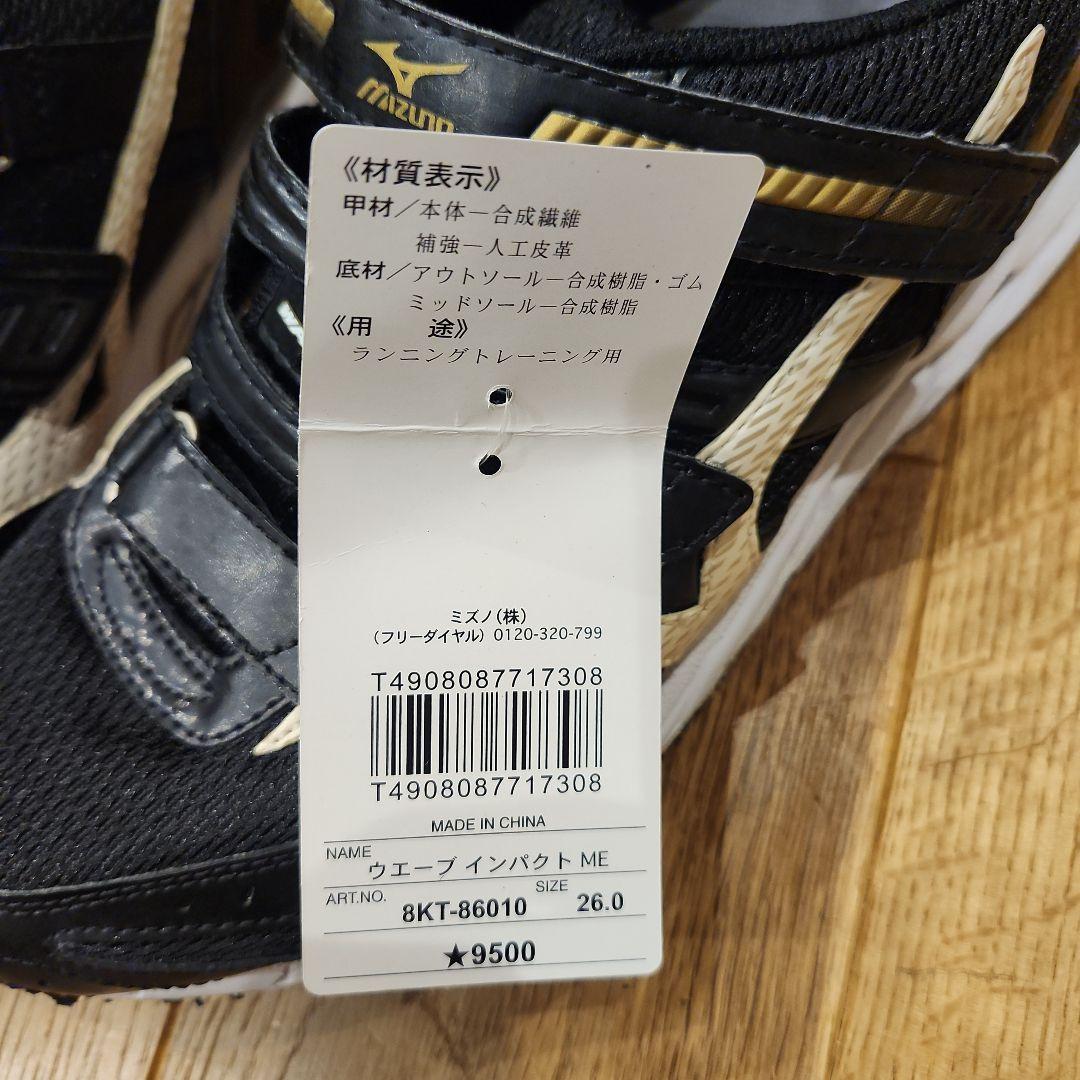 MIZUNO
《材質表示》
甲材/本体ー合成繊維
補強ー人工皮革
底材/アウトソールー合成樹脂・ゴム
ミッドソールー合成樹脂
《用　途》
ランニングトレーニング用
ミズノ(株)
(フリーダイヤル) 0120-320-799
T4908087717308
T4908087717308
MADE IN CHINA
NAME ウエーブ インパクト ME
ART.NO. 8KT-86010 SIZE 26.0
★9500